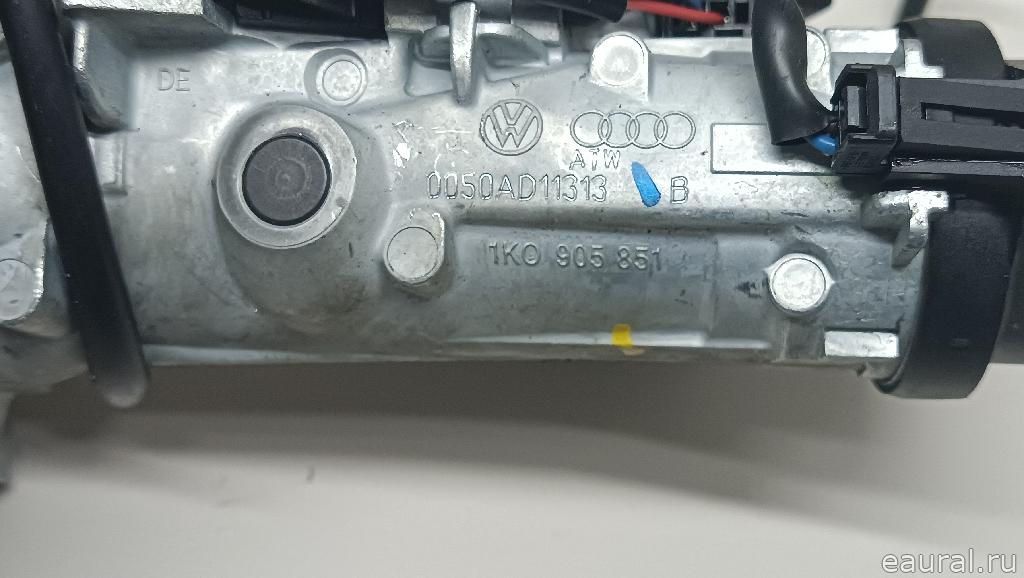 DE
ATW
0050AD11313 B
1K0 905 851
eaural.ru